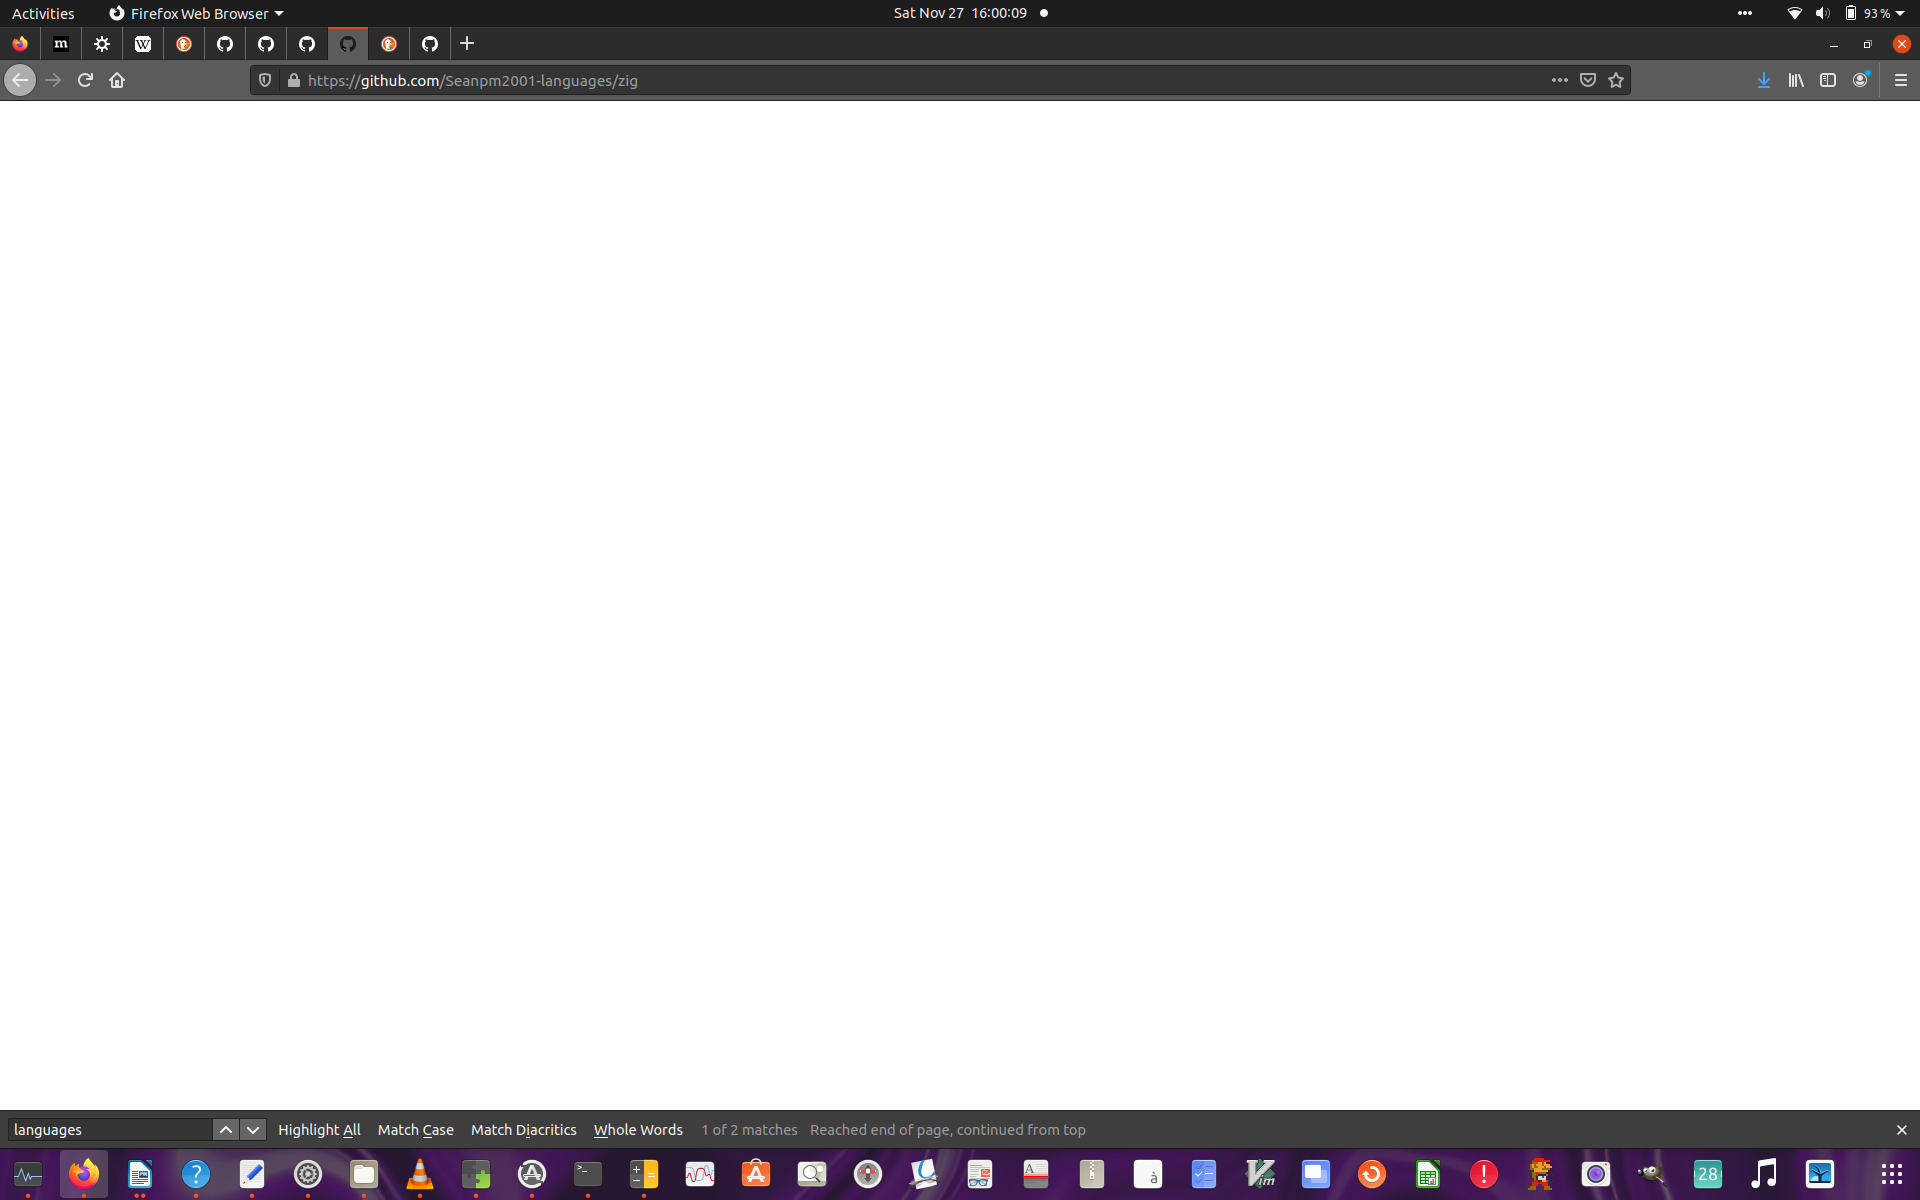 Activities
Firefox Web Browser
Sat Nov 27 16:00:09
93 %
m
W
https://github.com/Seanpm2001-languages/zig
languages
Highlight All
Match Case
Match Diacritics
Whole Words
1 of 2 matches
Reached end of page, continued from top
?
>_
A
à
Vim
!
28